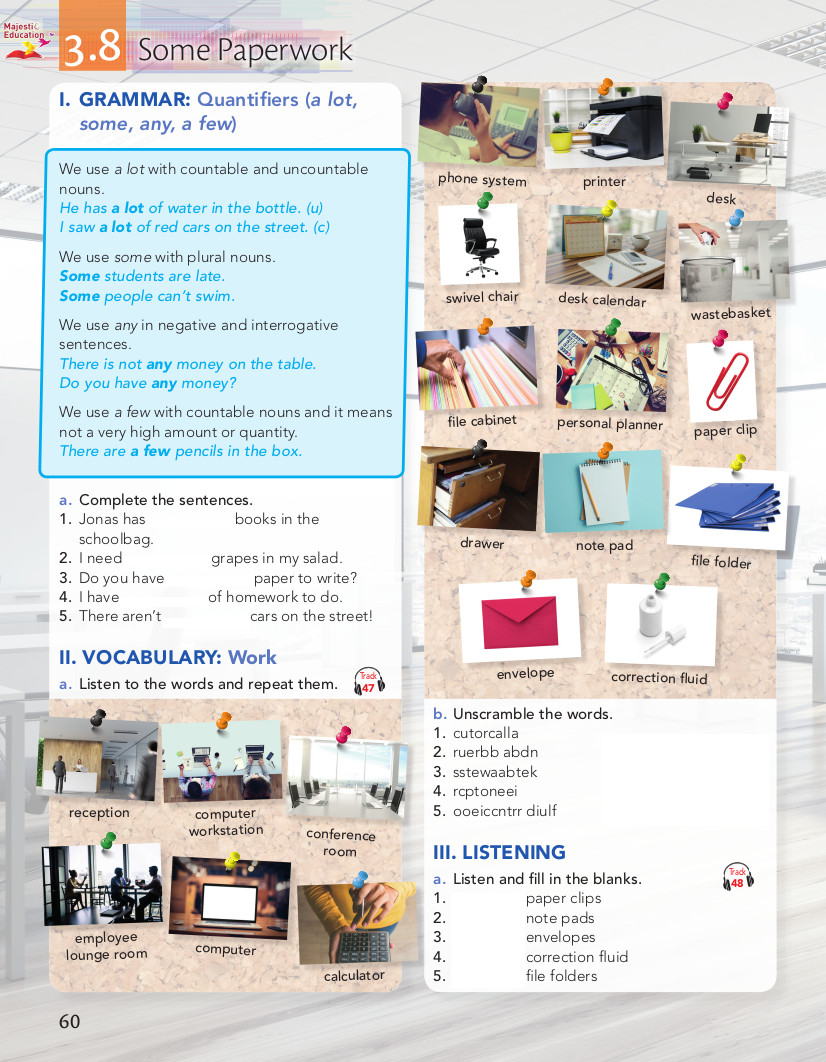 Majestic
Education ™
3.8 Some Paperwork
I. GRAMMAR: Quantifiers (a lot,
some, any, a few)
We use a lot with countable and uncountable
nouns.
He has a lot of water in the bottle. (u)
I saw a lot of red cars on the street. (c)
We use some with plural nouns.
Some students are late.
Some people can’t swim.
We use any in negative and interrogative
sentences.
There is not any money on the table.
Do you have any money?
We use a few with countable nouns and it means
not a very high amount or quantity.
There are a few pencils in the box.
a. Complete the sentences.
1. Jonas has books in the
schoolbag.
2. I need grapes in my salad.
3. Do you have paper to write?
4. I have of homework to do.
5. There aren’t cars on the street!
II. VOCABULARY: Work
a. Listen to the words and repeat them.
Track
47
reception
computer
workstation
conference
room
employee
lounge room
computer
calculator
phone system
printer
desk
swivel chair
desk calendar
wastebasket
file cabinet
personal planner
paper clip
drawer
note pad
file folder
envelope
correction fluid
b. Unscramble the words.
1. cutorcalla
2. ruerbb abdn
3. sstewaabtek
4. rcptoneei
5. ooeiccntrr diulf
III. LISTENING
a. Listen and fill in the blanks.
Track
48
1. paper clips
2. note pads
3. envelopes
4. correction fluid
5. file folders
60